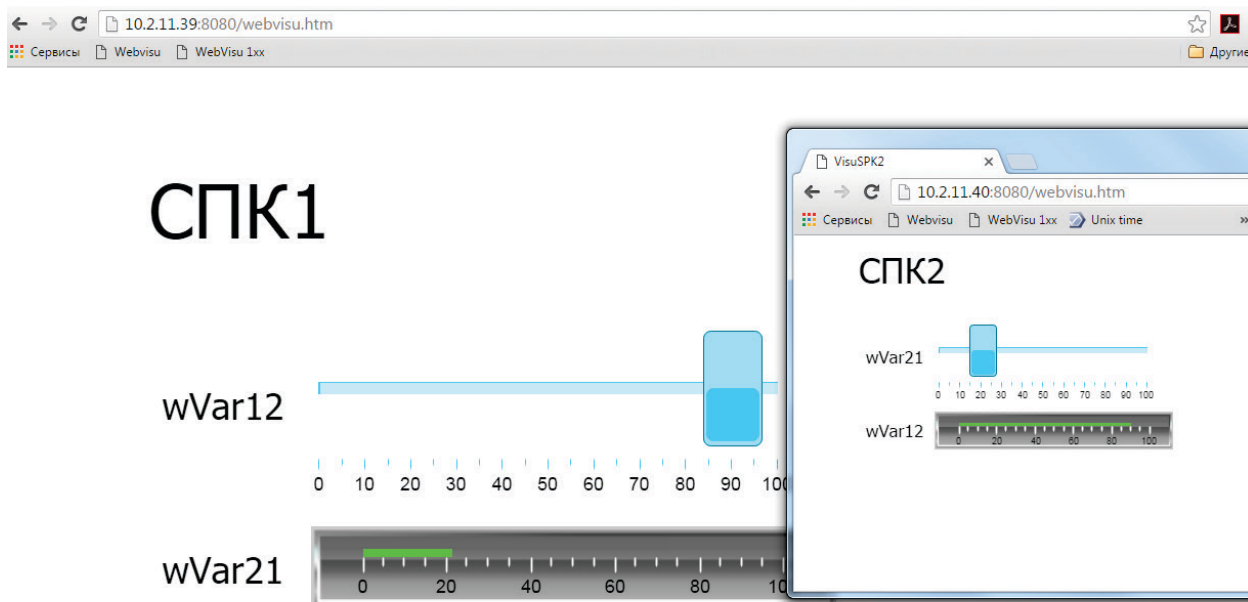 10.2.11.39:8080/webvisu.htm
Сервисы Webvisu WebVisu 1xx Другие
СПК1
wVar12
0 10 20 30 40 50 60 70 80 90
wVar21
0 20 40 60 80
VisuSPK2
10.2.11.40:8080/webvisu.htm
Сервисы Webvisu WebVisu 1xx Unix time »
СПК2
wVar21
0 10 20 30 40 50 60 70 80 90 100
wVar12
0 20 40 60 80 100